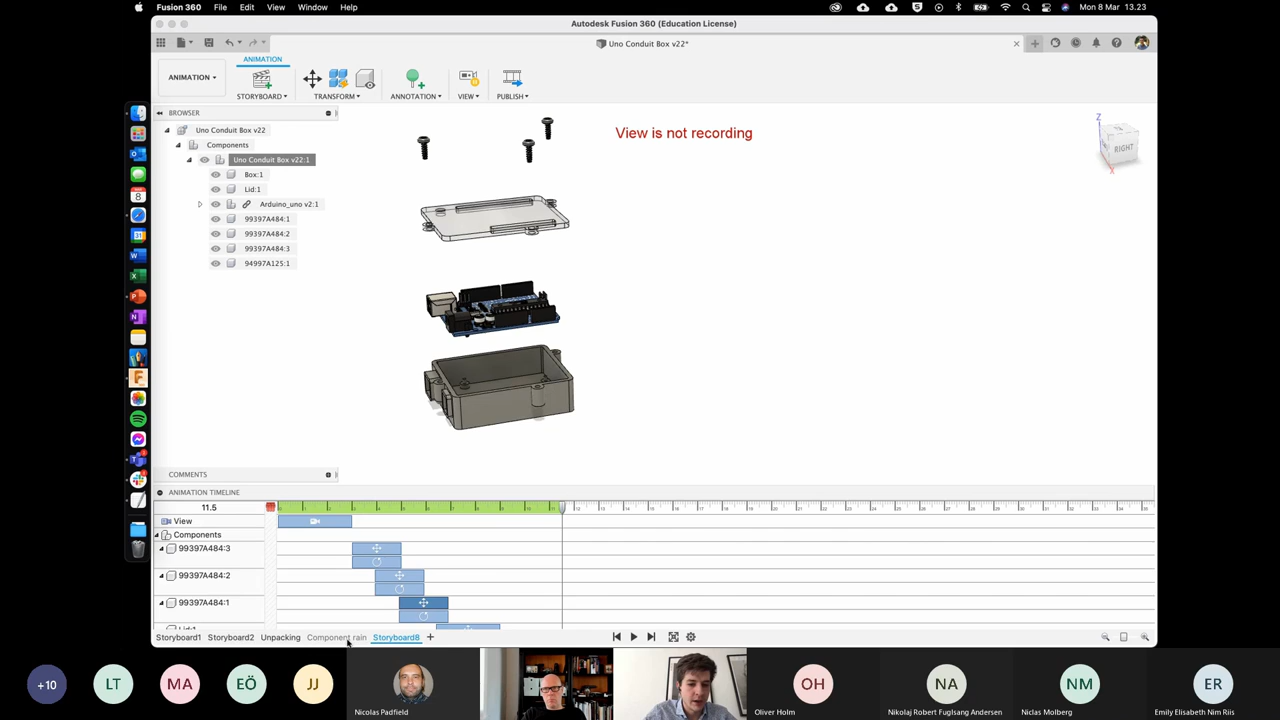 Fusion 360 File Edit View Window Help Mon 8 Mar 13.23
Autodesk Fusion 360 (Education License)
Uno Conduit Box v22*
ANIMATION
ANIMATION
STORYBOARD TRANSFORM ANNOTATION VIEW PUBLISH
BROWSER
View is not recording
Uno Conduit Box v22
Components
Uno Conduit Box v22:1
Box:1
Lid:1
Arduino_uno v2:1
99397A484:1
99397A484:2
99397A484:3
94997A125:1
Z
RIGHT
X
COMMENTS
ANIMATION TIMELINE
11.5
View
Components
99397A484:3
99397A484:2
99397A484:1
Storyboard1 Storyboard2 Unpacking Component rain Storyboard8 +
+10 LT MA EÖ JJ OH NA NM ER
Nicolas Padfield Oliver Holm Nikolaj Robert Fuglsang Andersen Niclas Molberg Emily Elisabeth Nim Riis